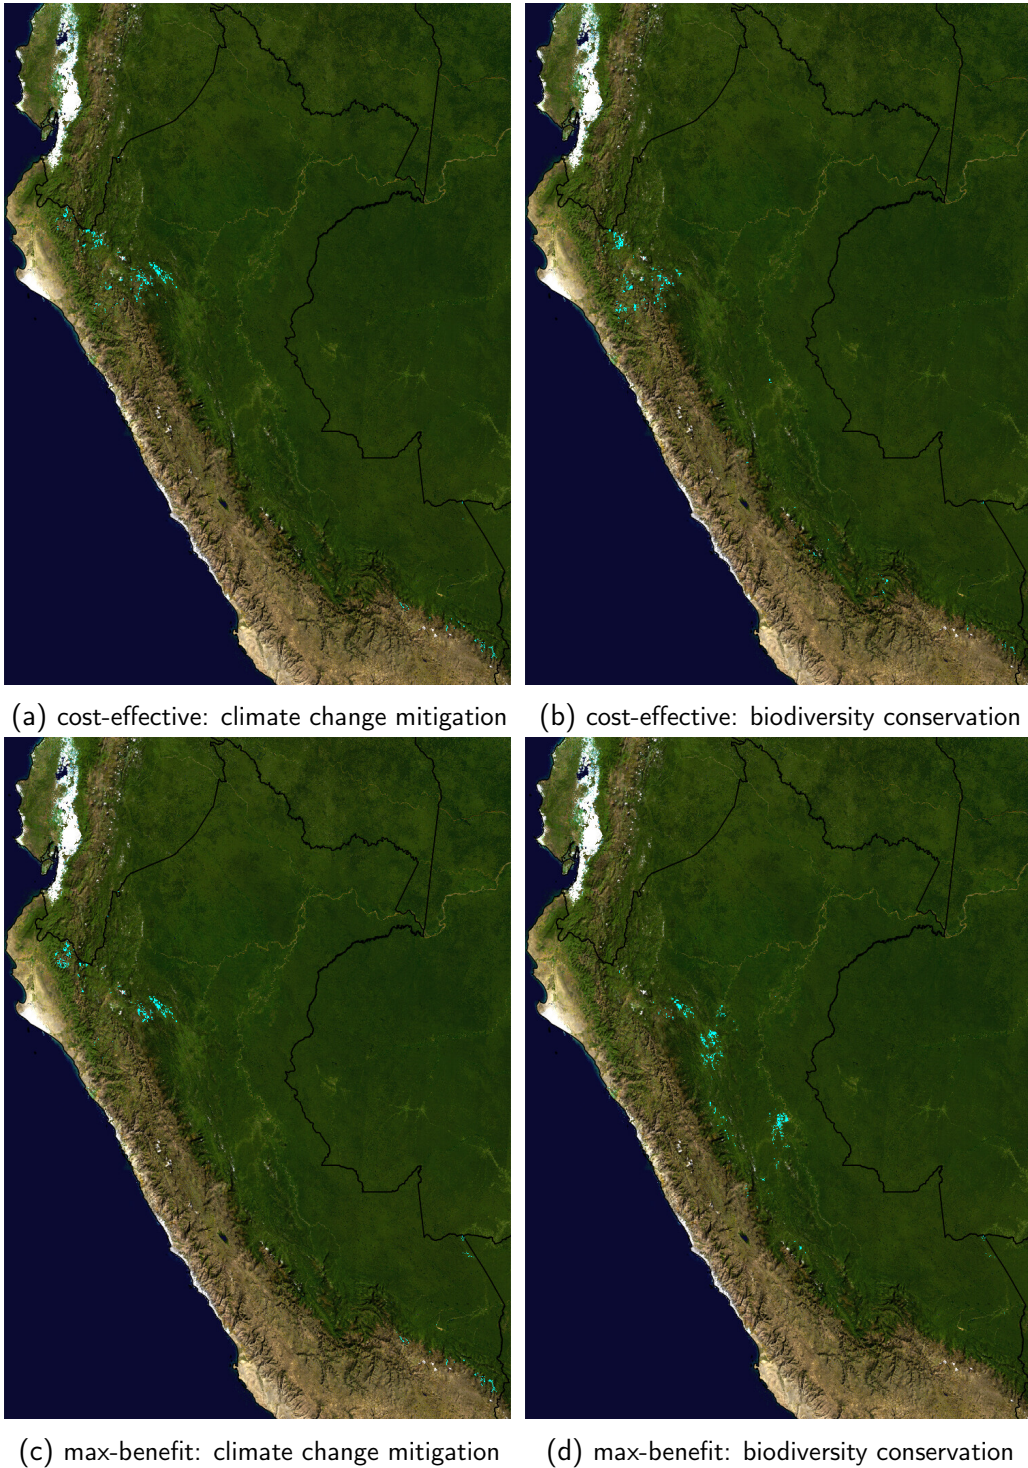 (a) cost-effective: climate change mitigation
(b) cost-effective: biodiversity conservation
(c) max-benefit: climate change mitigation
(d) max-benefit: biodiversity conservation